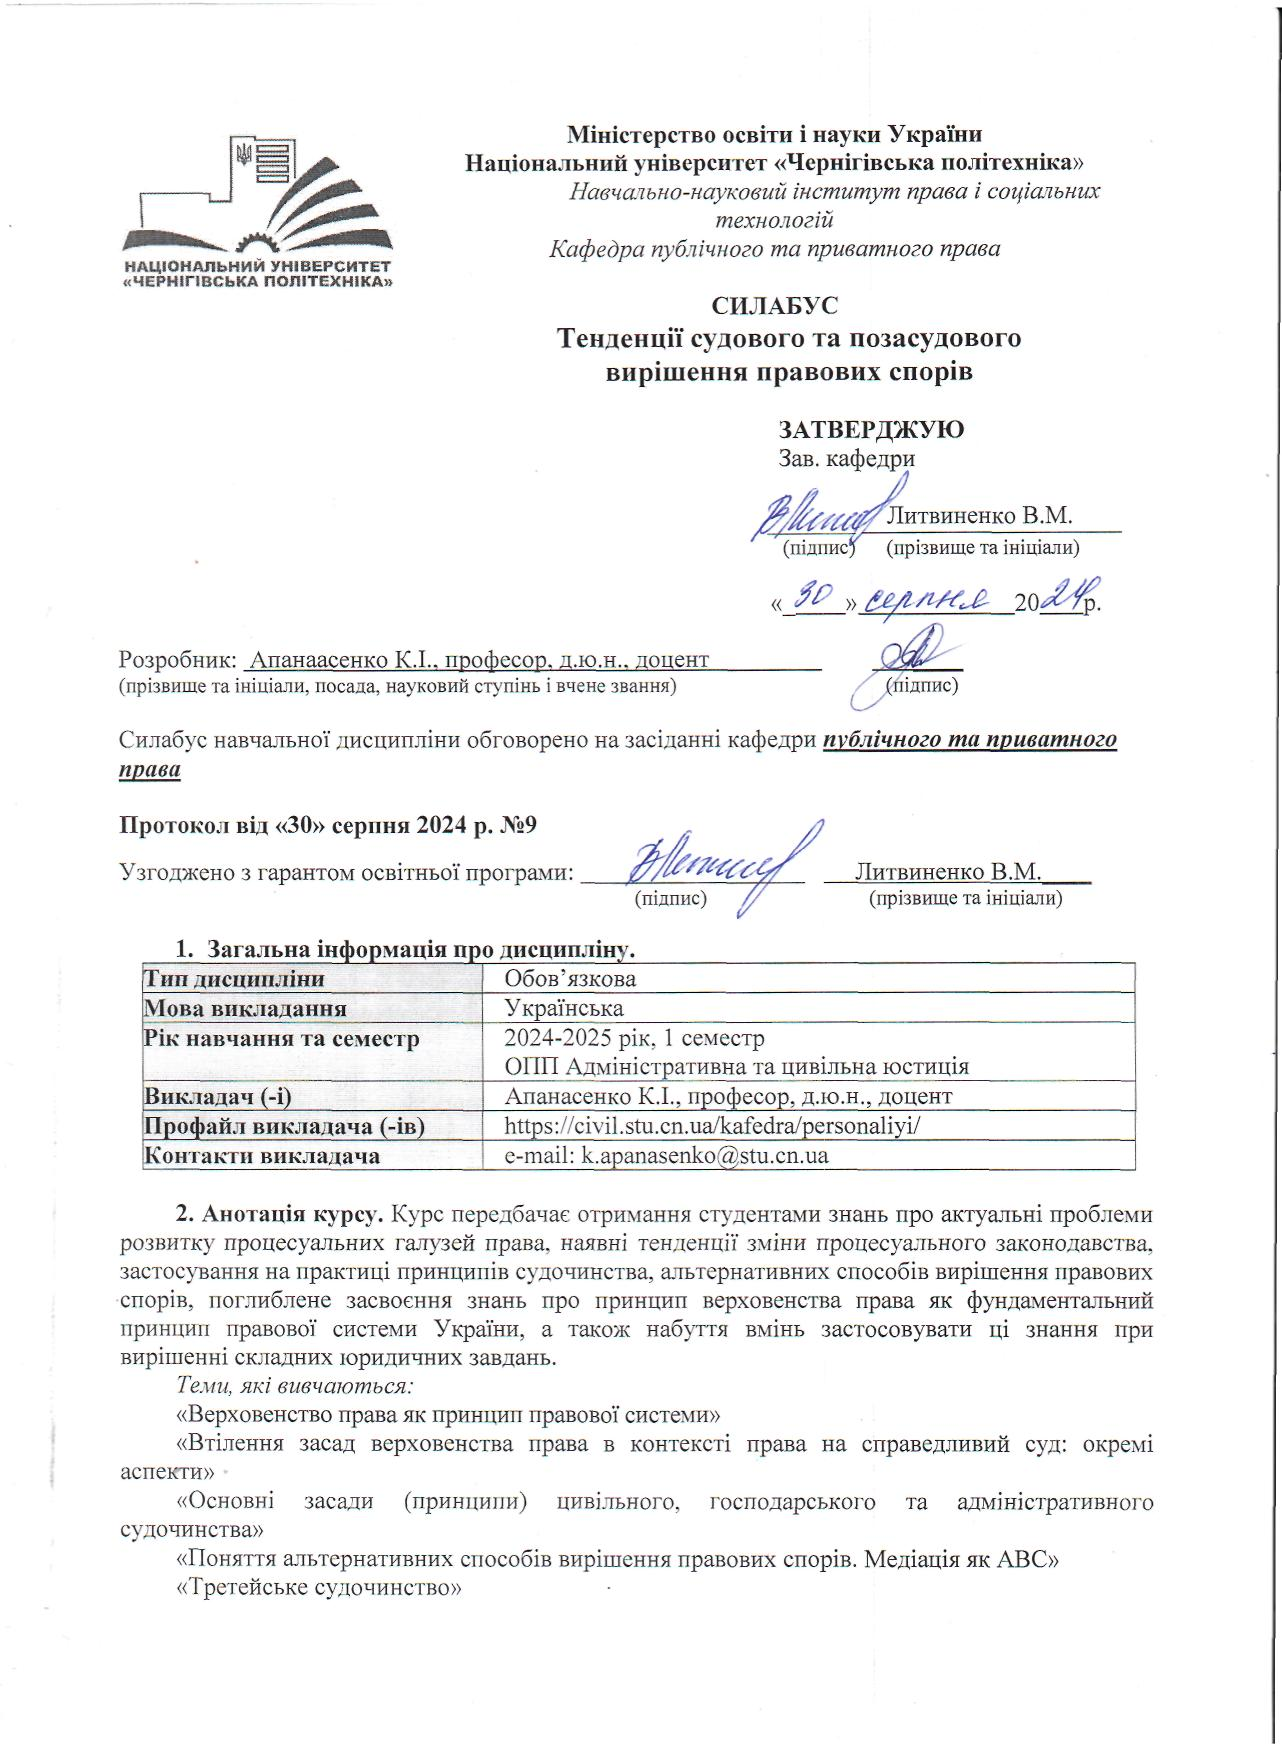 Міністерство освіти і науки України
Національний університет «Чернігівська політехніка»
Навчально-науковий інститут права і соціальних
технологій
Кафедра публічного та приватного права
НАЦІОНАЛЬНИЙ УНІВЕРСИТЕТ
«ЧЕРНІГІВСЬКА ПОЛІТЕХНІКА»
СИЛАБУС
Тенденції судового та позасудового
вирішення правових спорів
ЗАТВЕРДЖУЮ
Зав. кафедри
Литвиненко В.М.
(підпис) (прізвище та ініціали)
«_30_» серпня 2024 р.
Розробник: Апанаасенко К.І., професор, д.ю.н., доцент
(прізвище та ініціали, посада, науковий ступінь і вчене звання) (підпис)
Силабус навчальної дисципліни обговорено на засіданні кафедри публічного та приватного
права
Протокол від «30» серпня 2024 р. №9
Узгоджено з гарантом освітньої програми: Литвиненко В.М.
(підпис) (прізвище та ініціали)
1. Загальна інформація про дисципліну.
Тип дисципліни Обов’язкова
Мова викладання Українська
Рік навчання та семестр 2024-2025 рік, 1 семестр
ОПП Адміністративна та цивільна юстиція
Викладач (-і) Апанасенко К.І., професор, д.ю.н., доцент
Профайл викладача (-ів) https://civil.stu.cn.ua/kafedra/personaliyi/
Контакти викладача e-mail: k.apanasenko@stu.cn.ua
2. Анотація курсу. Курс передбачає отримання студентами знань про актуальні проблеми
розвитку процесуальних галузей права, наявні тенденції зміни процесуального законодавства,
застосування на практиці принципів судочинства, альтернативних способів вирішення правових
спорів, поглиблене засвоєння знань про принцип верховенства права як фундаментальний
принцип правової системи України, а також набуття вмінь застосовувати ці знання при
вирішенні складних юридичних завдань.
Теми, які вивчаються:
«Верховенство права як принцип правової системи»
«Втілення засад верховенства права в контексті права на справедливий суд: окремі
аспекти»
«Основні засади (принципи) цивільного, господарського та адміністративного
судочинства»
«Поняття альтернативних способів вирішення правових спорів. Медіація як АВС»
«Третейське судочинство»